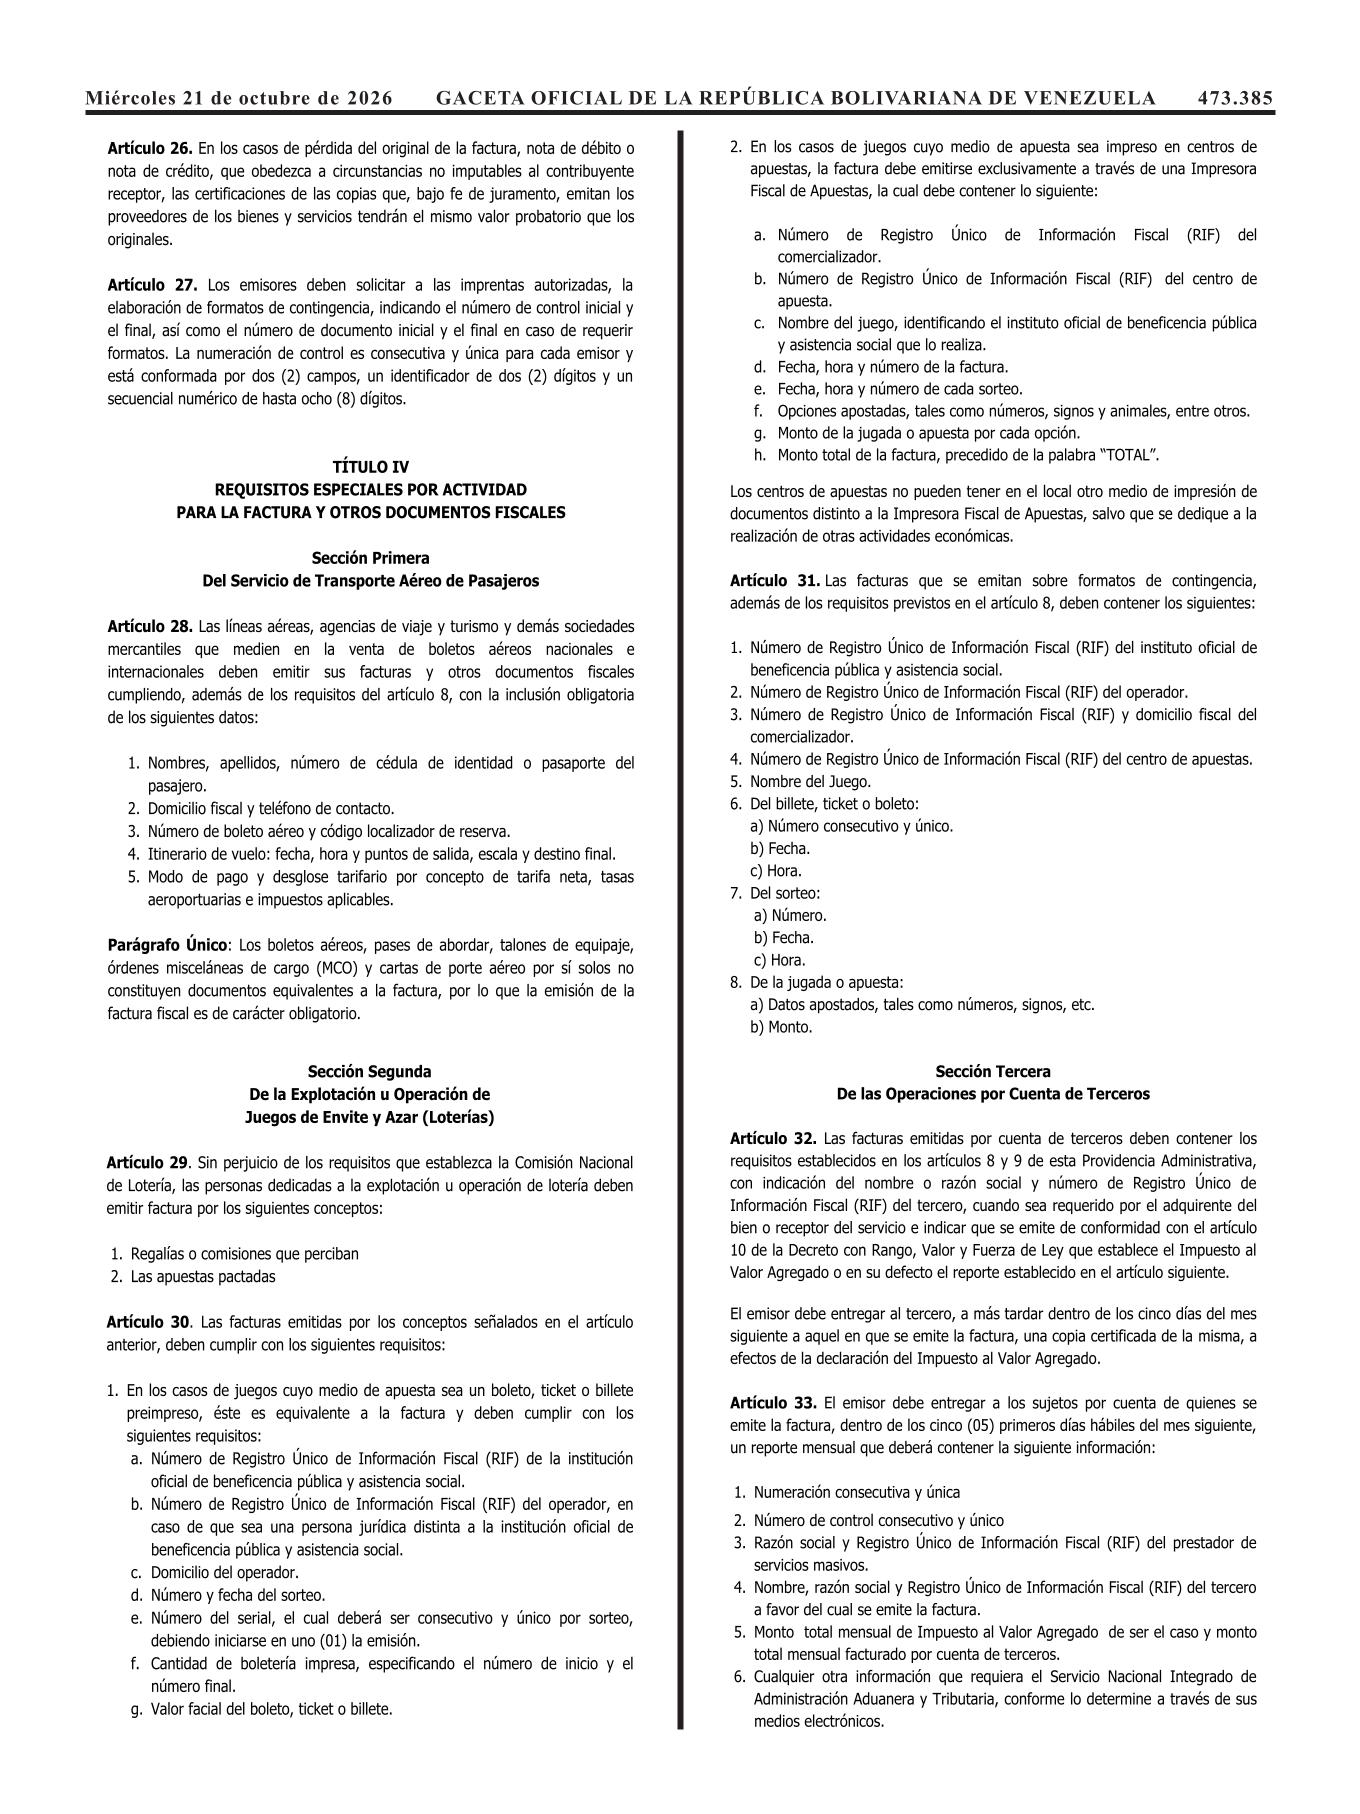 Miércoles 21 de octubre de 2026 GACETA OFICIAL DE LA REPÚBLICA BOLIVARIANA DE VENEZUELA 473.385
Artículo 26. En los casos de pérdida del original de la factura, nota de débito o
nota de crédito, que obedezca a circunstancias no imputables al contribuyente
receptor, las certificaciones de las copias que, bajo fe de juramento, emitan los
proveedores de los bienes y servicios tendrán el mismo valor probatorio que los
originales.
Artículo 27. Los emisores deben solicitar a las imprentas autorizadas, la
elaboración de formatos de contingencia, indicando el número de control inicial y
el final, así como el número de documento inicial y el final en caso de requerir
formatos. La numeración de control es consecutiva y única para cada emisor y
está conformada por dos (2) campos, un identificador de dos (2) dígitos y un
secuencial numérico de hasta ocho (8) dígitos.
TÍTULO IV
REQUISITOS ESPECIALES POR ACTIVIDAD
PARA LA FACTURA Y OTROS DOCUMENTOS FISCALES
Sección Primera
Del Servicio de Transporte Aéreo de Pasajeros
Artículo 28. Las líneas aéreas, agencias de viaje y turismo y demás sociedades
mercantiles que medien en la venta de boletos aéreos nacionales e
internacionales deben emitir sus facturas y otros documentos fiscales
cumpliendo, además de los requisitos del artículo 8, con la inclusión obligatoria
de los siguientes datos:
1. Nombres, apellidos, número de cédula de identidad o pasaporte del
pasajero.
2. Domicilio fiscal y teléfono de contacto.
3. Número de boleto aéreo y código localizador de reserva.
4. Itinerario de vuelo: fecha, hora y puntos de salida, escala y destino final.
5. Modo de pago y desglose tarifario por concepto de tarifa neta, tasas
aeroportuarias e impuestos aplicables.
Parágrafo Único: Los boletos aéreos, pases de abordar, talones de equipaje,
órdenes misceláneas de cargo (MCO) y cartas de porte aéreo por sí solos no
constituyen documentos equivalentes a la factura, por lo que la emisión de la
factura fiscal es de carácter obligatorio.
Sección Segunda
De la Explotación u Operación de
Juegos de Envite y Azar (Loterías)
Artículo 29. Sin perjuicio de los requisitos que establezca la Comisión Nacional
de Lotería, las personas dedicadas a la explotación u operación de lotería deben
emitir factura por los siguientes conceptos:
1. Regalías o comisiones que perciban
2. Las apuestas pactadas
Artículo 30. Las facturas emitidas por los conceptos señalados en el artículo
anterior, deben cumplir con los siguientes requisitos:
1. En los casos de juegos cuyo medio de apuesta sea un boleto, ticket o billete
preimpreso, éste es equivalente a la factura y deben cumplir con los
siguientes requisitos:
a. Número de Registro Único de Información Fiscal (RIF) de la institución
oficial de beneficencia pública y asistencia social.
b. Número de Registro Único de Información Fiscal (RIF) del operador, en
caso de que sea una persona jurídica distinta a la institución oficial de
beneficencia pública y asistencia social.
c. Domicilio del operador.
d. Número y fecha del sorteo.
e. Número del serial, el cual deberá ser consecutivo y único por sorteo,
debiendo iniciarse en uno (01) la emisión.
f. Cantidad de boletería impresa, especificando el número de inicio y el
número final.
g. Valor facial del boleto, ticket o billete.
2. En los casos de juegos cuyo medio de apuesta sea impreso en centros de
apuestas, la factura debe emitirse exclusivamente a través de una Impresora
Fiscal de Apuestas, la cual debe contener lo siguiente:
a. Número de Registro Único de Información Fiscal (RIF) del
comercializador.
b. Número de Registro Único de Información Fiscal (RIF) del centro de
apuesta.
c. Nombre del juego, identificando el instituto oficial de beneficencia pública
y asistencia social que lo realiza.
d. Fecha, hora y número de la factura.
e. Fecha, hora y número de cada sorteo.
f. Opciones apostadas, tales como números, signos y animales, entre otros.
g. Monto de la jugada o apuesta por cada opción.
h. Monto total de la factura, precedido de la palabra “TOTAL”.
Los centros de apuestas no pueden tener en el local otro medio de impresión de
documentos distinto a la Impresora Fiscal de Apuestas, salvo que se dedique a la
realización de otras actividades económicas.
Artículo 31. Las facturas que se emitan sobre formatos de contingencia,
además de los requisitos previstos en el artículo 8, deben contener los siguientes:
1. Número de Registro Único de Información Fiscal (RIF) del instituto oficial de
beneficencia pública y asistencia social.
2. Número de Registro Único de Información Fiscal (RIF) del operador.
3. Número de Registro Único de Información Fiscal (RIF) y domicilio fiscal del
comercializador.
4. Número de Registro Único de Información Fiscal (RIF) del centro de apuestas.
5. Nombre del Juego.
6. Del billete, ticket o boleto:
a) Número consecutivo y único.
b) Fecha.
c) Hora.
7. Del sorteo:
a) Número.
b) Fecha.
c) Hora.
8. De la jugada o apuesta:
a) Datos apostados, tales como números, signos, etc.
b) Monto.
Sección Tercera
De las Operaciones por Cuenta de Terceros
Artículo 32. Las facturas emitidas por cuenta de terceros deben contener los
requisitos establecidos en los artículos 8 y 9 de esta Providencia Administrativa,
con indicación del nombre o razón social y número de Registro Único de
Información Fiscal (RIF) del tercero, cuando sea requerido por el adquirente del
bien o receptor del servicio e indicar que se emite de conformidad con el artículo
10 de la Decreto con Rango, Valor y Fuerza de Ley que establece el Impuesto al
Valor Agregado o en su defecto el reporte establecido en el artículo siguiente.
El emisor debe entregar al tercero, a más tardar dentro de los cinco días del mes
siguiente a aquel en que se emite la factura, una copia certificada de la misma, a
efectos de la declaración del Impuesto al Valor Agregado.
Artículo 33. El emisor debe entregar a los sujetos por cuenta de quienes se
emite la factura, dentro de los cinco (05) primeros días hábiles del mes siguiente,
un reporte mensual que deberá contener la siguiente información:
1. Numeración consecutiva y única
2. Número de control consecutivo y único
3. Razón social y Registro Único de Información Fiscal (RIF) del prestador de
servicios masivos.
4. Nombre, razón social y Registro Único de Información Fiscal (RIF) del tercero
a favor del cual se emite la factura.
5. Monto total mensual de Impuesto al Valor Agregado de ser el caso y monto
total mensual facturado por cuenta de terceros.
6. Cualquier otra información que requiera el Servicio Nacional Integrado de
Administración Aduanera y Tributaria, conforme lo determine a través de sus
medios electrónicos.